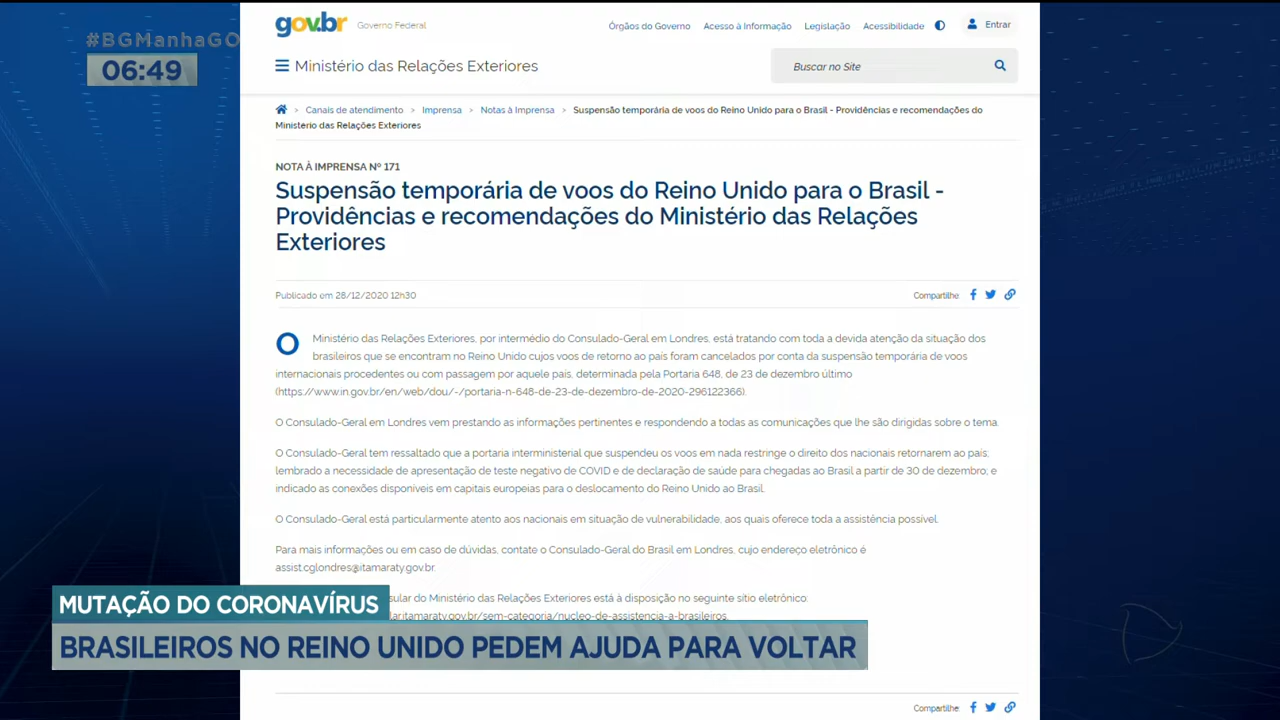 #BGManhaGO
06:49
gov.br Governo Federal
Órgãos do Governo Acesso à Informação Legislação Acessibilidade Entrar
Ministério das Relações Exteriores
Buscar no Site
> Canais de atendimento > Imprensa > Notas à Imprensa > Suspensão temporária de voos do Reino Unido para o Brasil - Providências e recomendações do
Ministerio das Relações Exteriores
NOTA À IMPRENSA Nº 171
Suspensão temporária de voos do Reino Unido para o Brasil -
Providências e recomendações do Ministério das Relações
Exteriores
Publicado em 28/12/2020 12h30
Compartilhe:
O Ministério das Relações Exteriores, por intermédio do Consulado-Geral em Londres, está tratando com toda a devida atenção da situação dos
brasileiros que se encontram no Reino Unido cujos voos de retorno ao país foram cancelados por conta da suspensão temporária de voos
internacionais procedentes ou com passagem por aquele país, determinada pela Portaria 648, de 23 de dezembro último
(https://www.in.gov.br/en/web/dou/-/portaria-n-648-de-23-de-dezembro-de-2020-296122366).
O Consulado-Geral em Londres vem prestando as informações pertinentes e respondendo a todas as comunicações que lhe são dirigidas sobre o tema.
O Consulado-Geral tem ressaltado que a portaria interministerial que suspendeu os voos em nada restringe o direito dos nacionais retornarem ao país;
lembrado a necessidade de apresentação de teste negativo de COVID e de declaração de saúde para chegadas ao Brasil a partir de 30 de dezembro; e
indicado as conexões disponíveis em capitais europeias para o deslocamento do Reino Unido ao Brasil.
O Consulado-Geral está particularmente atento aos nacionais em situação de vulnerabilidade, aos quais oferece toda a assistência possível.
Para mais informações ou em caso de dúvidas, contate o Consulado-Geral do Brasil em Londres, cujo endereço eletrônico é
assist.cglondres@itamaraty.gov.br.
do Ministério das Relações Exteriores está à disposição no seguinte sítio eletrônico:
itamaraty.gov.br/sem-categoria/nucleo-de-assistencia-a-brasileiros.
MUTAÇÃO DO CORONAVÍRUS
BRASILEIROS NO REINO UNIDO PEDEM AJUDA PARA VOLTAR
Compartilhe: